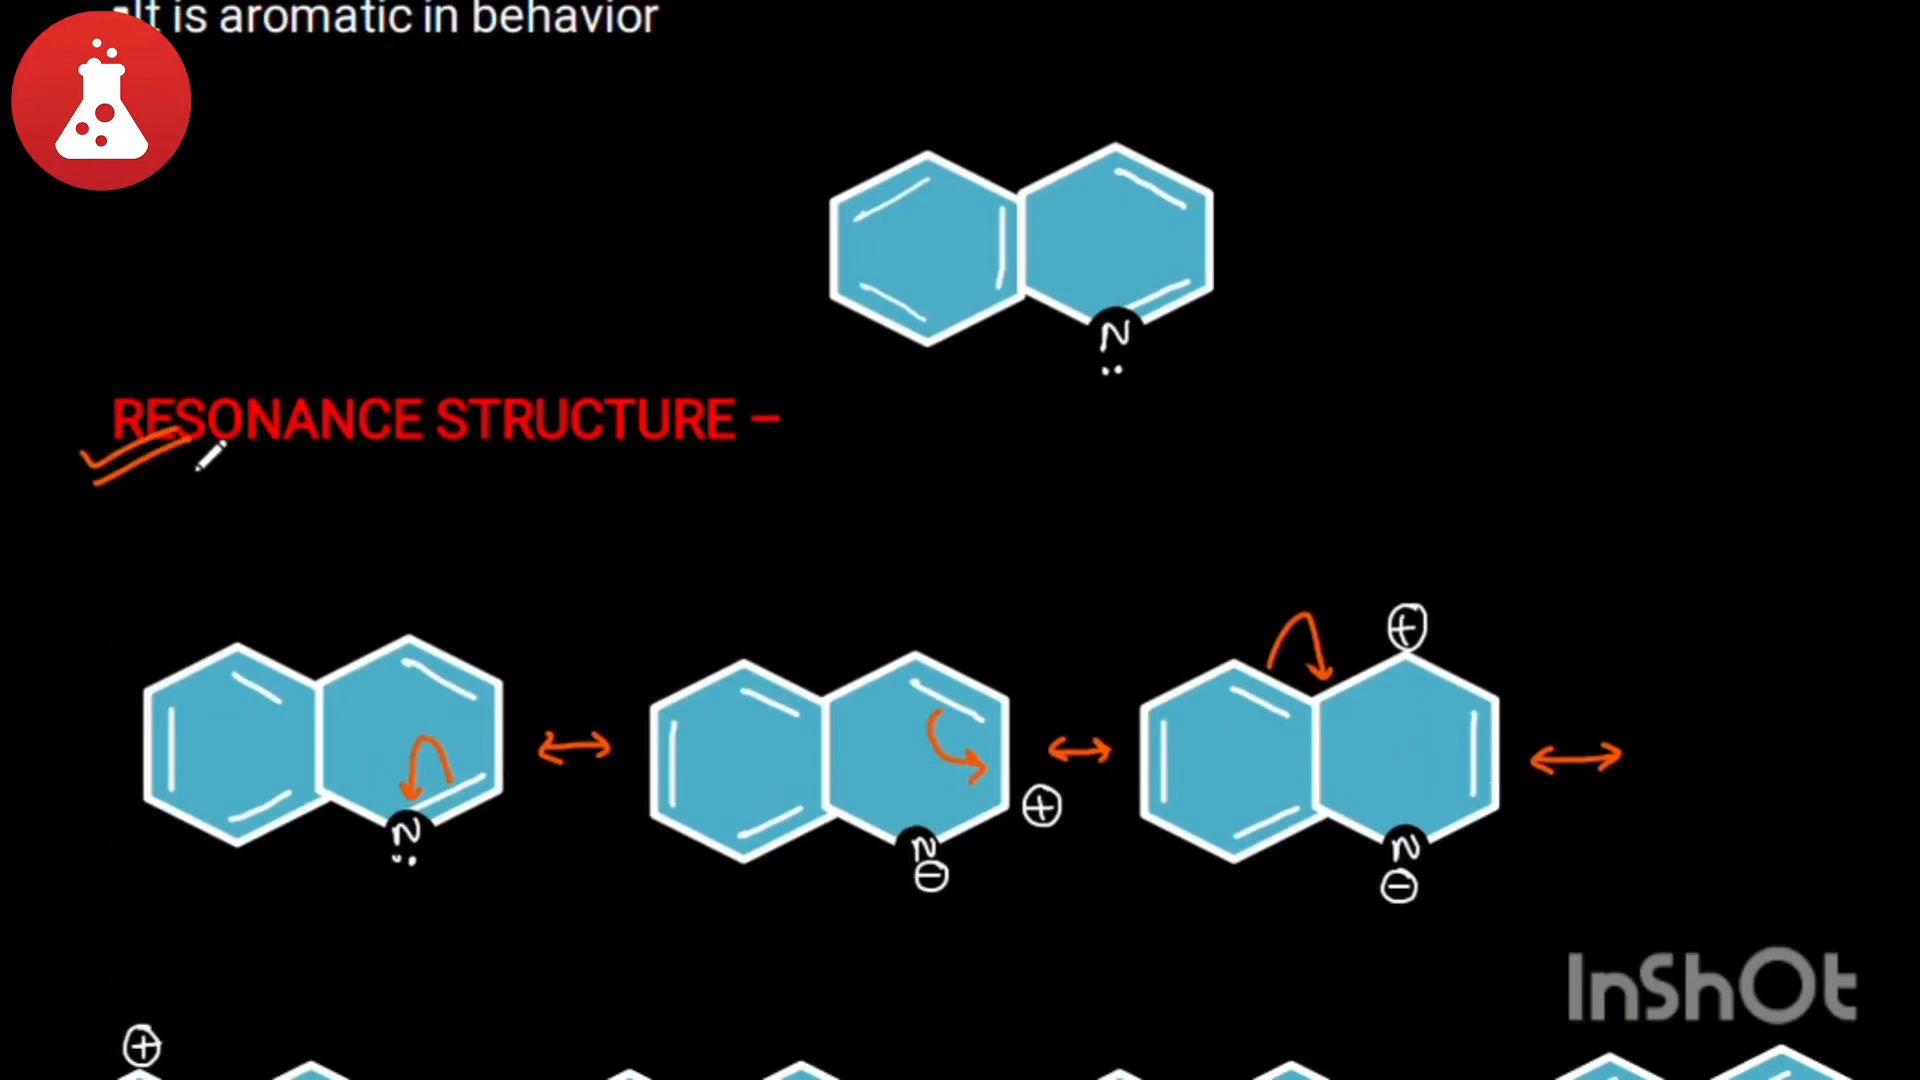 It is aromatic in behavior
N
..
RESONANCE STRUCTURE –
⊕
⊕
N
..
N
⊖
N
⊖
InShOt
⊕